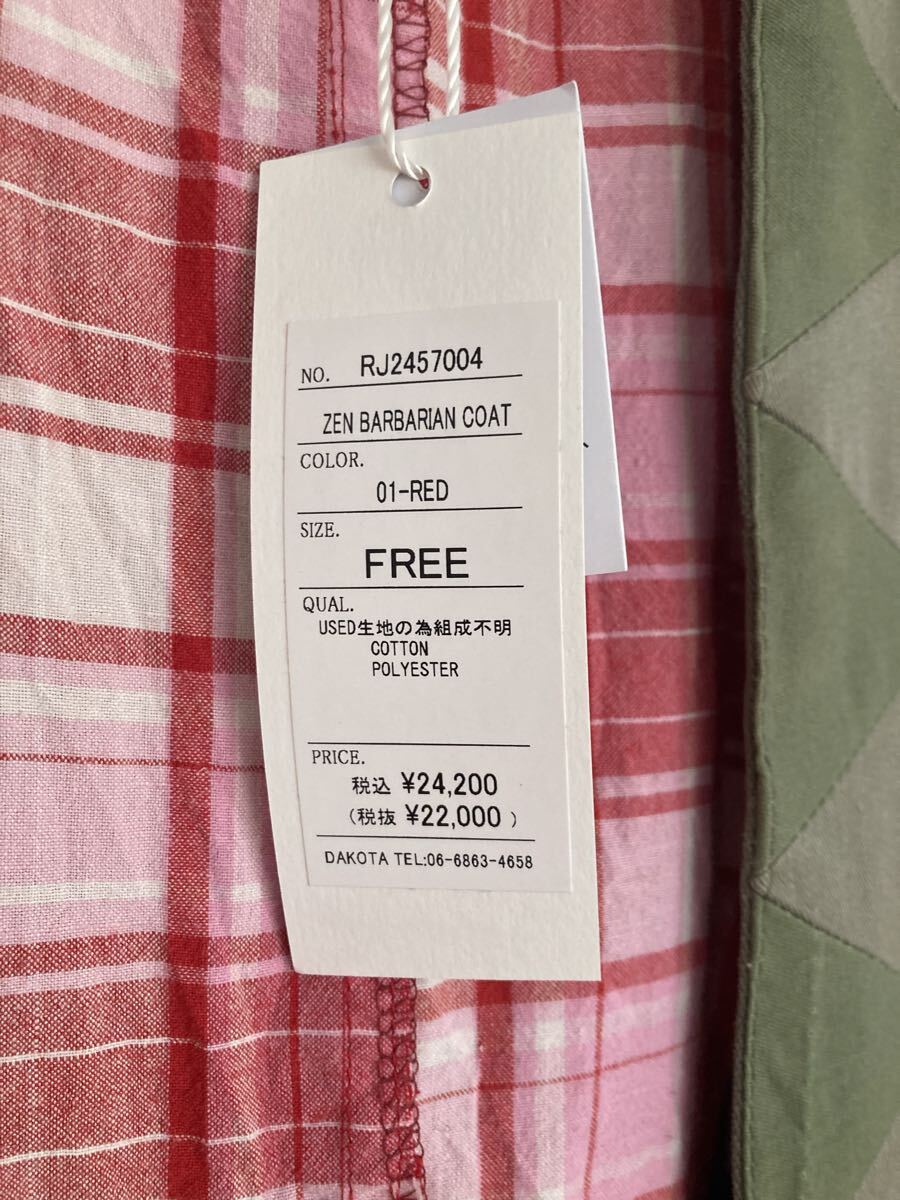 NO. RJ2457004
ZEN BARBARIAN COAT
COLOR.
01-RED
SIZE.
FREE
QUAL.
USED生地の為組成不明
COTTON
POLYESTER
PRICE.
税込 ¥24,200
(税抜 ¥22,000 )
DAKOTA TEL:06-6863-4658